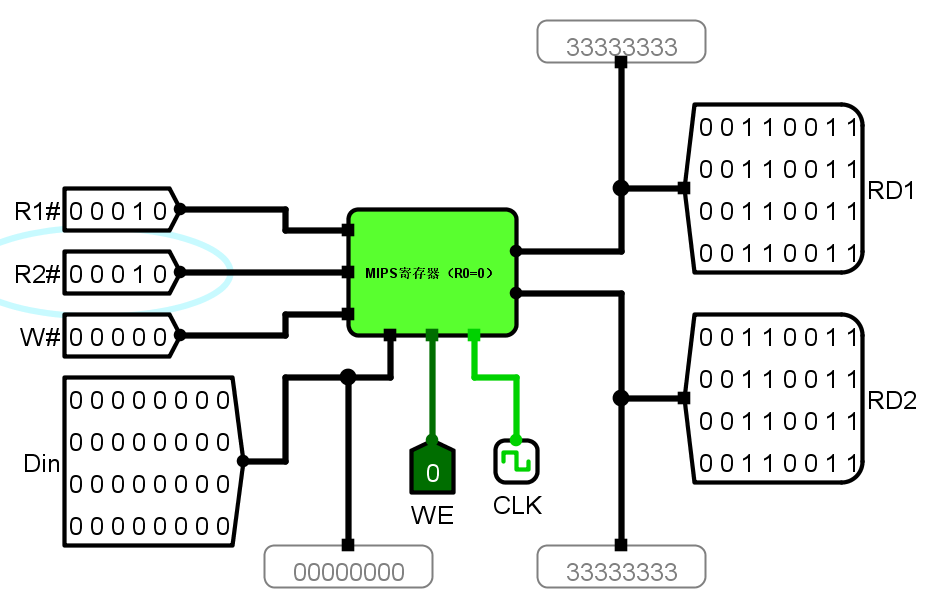 33333333
0 0 1 1 0 0 1 1
0 0 1 1 0 0 1 1
0 0 1 1 0 0 1 1
0 0 1 1 0 0 1 1
RD1
R1# 0 0 0 1 0
R2# 0 0 0 1 0
W# 0 0 0 0 0
MIPS寄存器（R0=0）
Din
0 0 0 0 0 0 0 0
0 0 0 0 0 0 0 0
0 0 0 0 0 0 0 0
0 0 0 0 0 0 0 0
0
WE
CLK
0 0 1 1 0 0 1 1
0 0 1 1 0 0 1 1
0 0 1 1 0 0 1 1
0 0 1 1 0 0 1 1
RD2
00000000
33333333